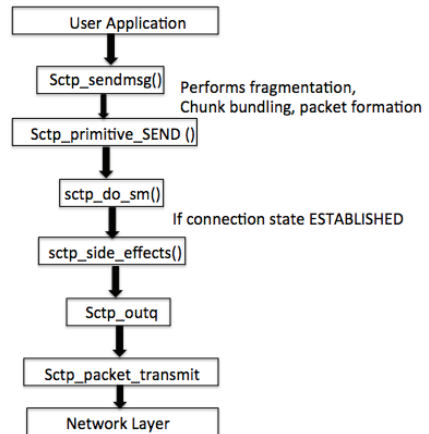 User Application
Sctp_sendmsg()
Performs fragmentation,
Chunk bundling, packet formation
Sctp_primitive_SEND ()
sctp_do_sm()
If connection state ESTABLISHED
sctp_side_effects()
Sctp_outq
Sctp_packet_transmit
Network Layer